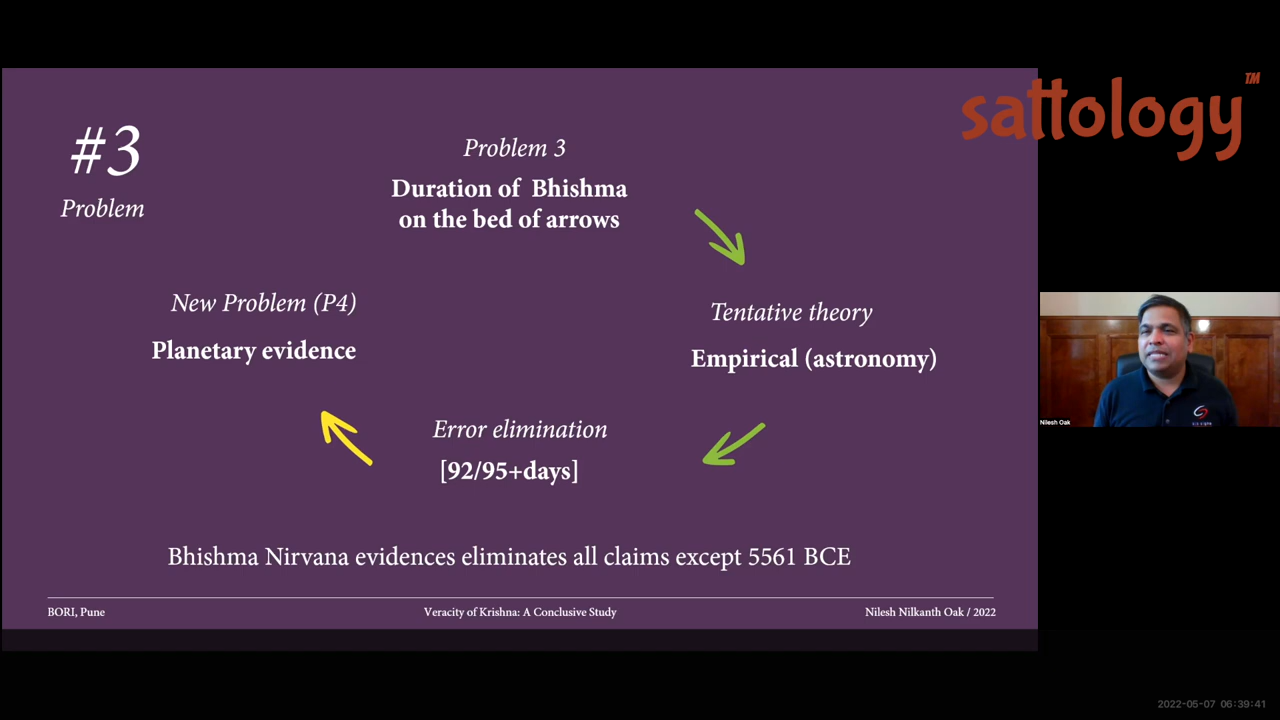 sattology™
#3
Problem
Problem 3
Duration of Bhishma
on the bed of arrows
New Problem (P4)
Planetary evidence
Tentative theory
Empirical (astronomy)
Error elimination
[92/95+days]
Bhishma Nirvana evidences eliminates all claims except 5561 BCE
BORI, Pune
Veracity of Krishna: A Conclusive Study
Nilesh Nilkanth Oak / 2022
Nilesh Oak
2022-05-07 06:39:41